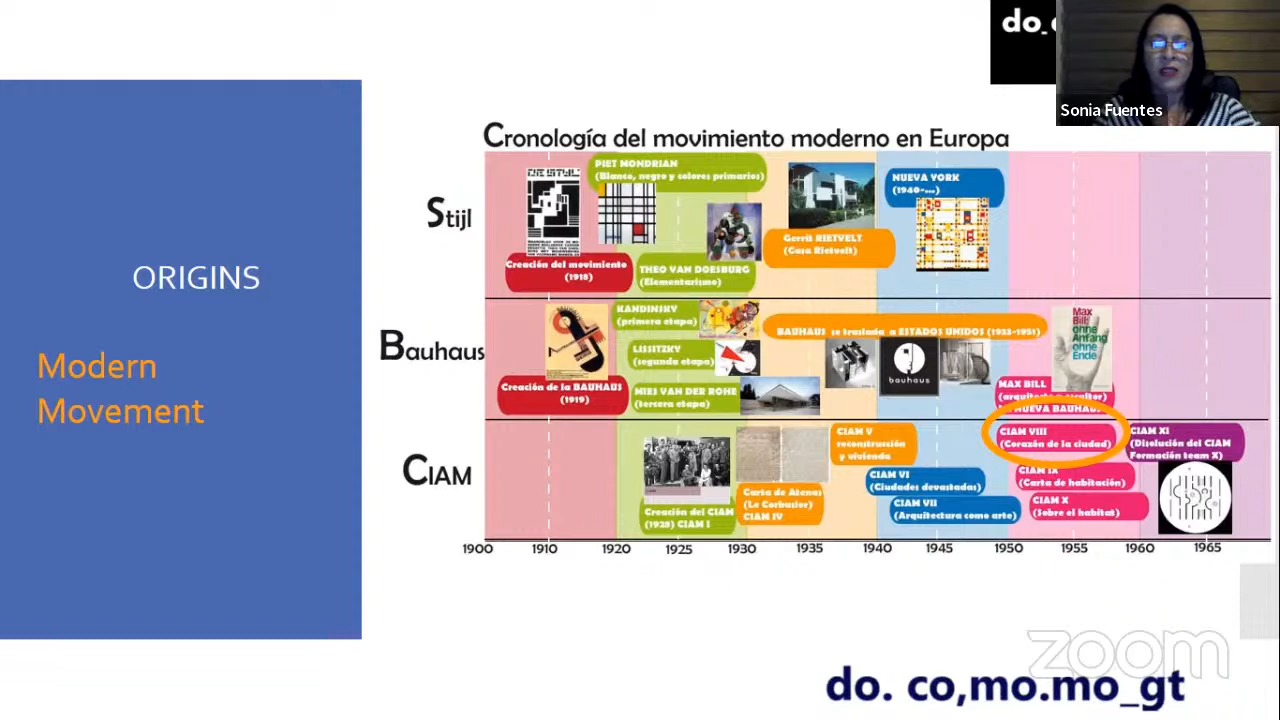 do_
Sonia Fuentes
ORIGINS
Modern
Movement
Cronología del movimiento moderno en Europa
Stijl
PIET MONDRIAN
(Blanco, negro y colores primarios)
NUEVA YORK
(1940-...)
Creación del movimiento
(1918)
THEO VAN DOESBURG
(Elementarismo)
Gerrit RIETVELT
(Casa Rietvelt)
Bauhaus
KANDINSKY
(primera etapa)
LISSITZKY
(segunda etapa)
MIES VAN DER ROHE
(tercera etapa)
Creación de la BAUHAUS
(1919)
BAUHAUS se traslada a ESTADOS UNIDOS (1933-1951)
bauhaus
Max
Bill:
ohne
Anfang
ohne
Ende
MAX BILL
(arquitecto y escultor)
NUEVA BAUHAUS
CIAM
Creación del CIAM
(1928) CIAM I
Carta de Atenas
(Le Corbusier)
CIAM IV
CIAM V
reconstrucción
y vivienda
CIAM VI
(Ciudades devastadas)
CIAM VII
(Arquitectura como arte)
CIAM VIII
(Corazón de la ciudad)
CIAM IX
(Carta de habitación)
CIAM X
(Sobre el habitat)
CIAM XI
(Disolución del CIAM
Formación team X)
1900 1910 1920 1925 1930 1935 1940 1945 1950 1955 1960 1965
zoom
do. co,mo.mo_gt